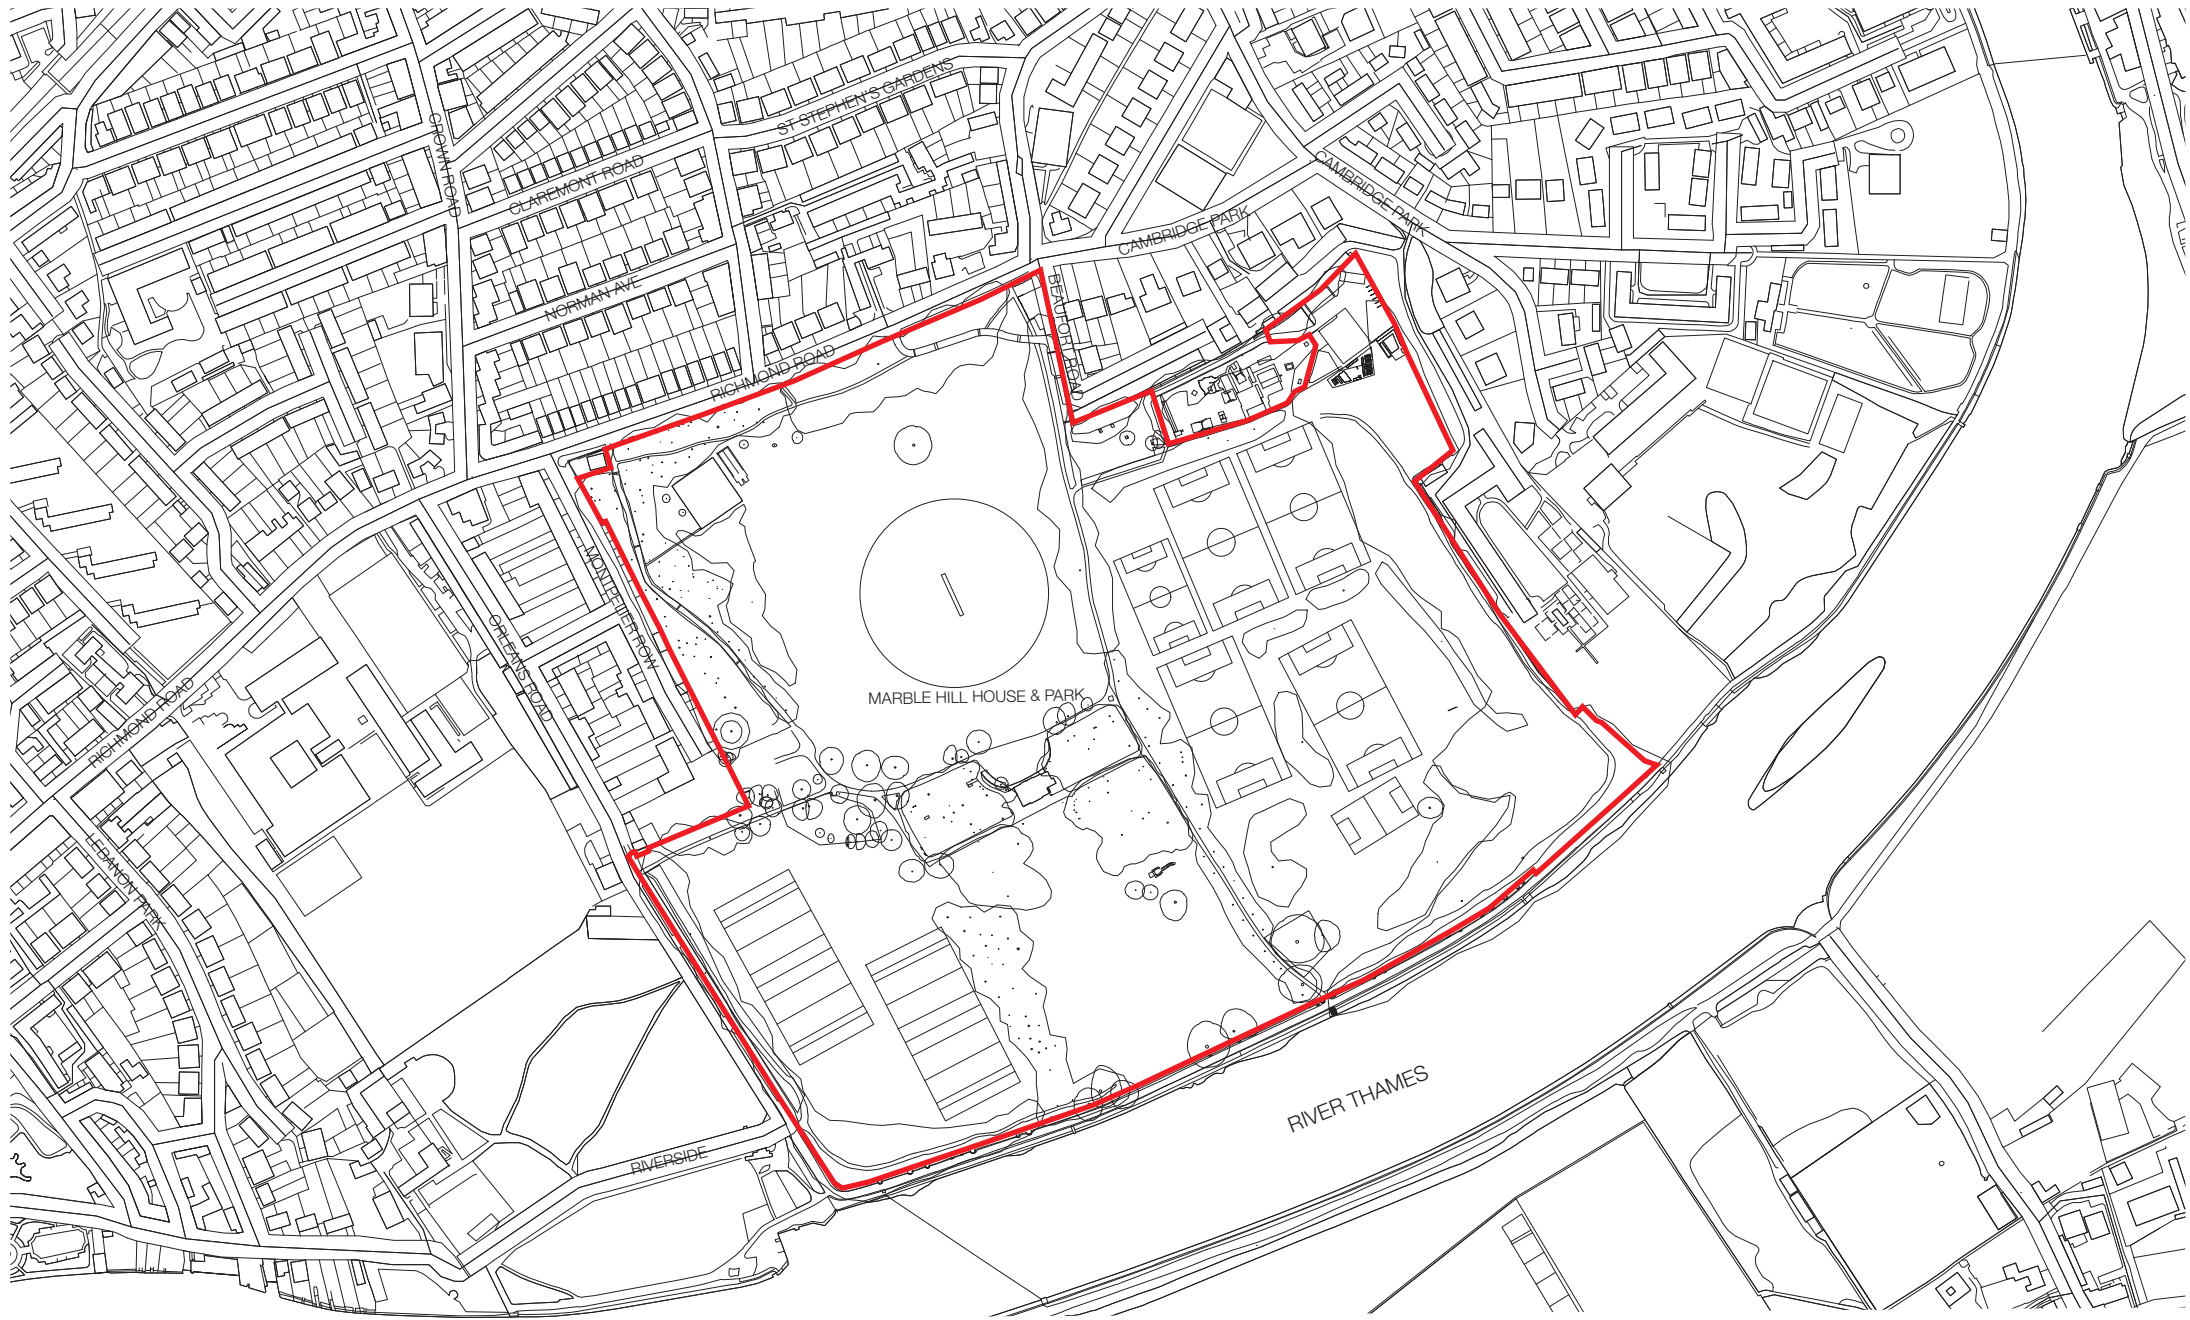 ST STEPHEN'S GARDENS
CROWN ROAD
CLAREMONT ROAD
CAMBRIDGE PARK
CAMBRIDGE PARK
NORMAN AVE
BEAUFORT ROAD
RICHMOND ROAD
MONTPELIER ROW
ORLEANS ROAD
MARBLE HILL HOUSE & PARK
RICHMOND ROAD
LEBANON PARK
RIVER THAMES
RIVERSIDE